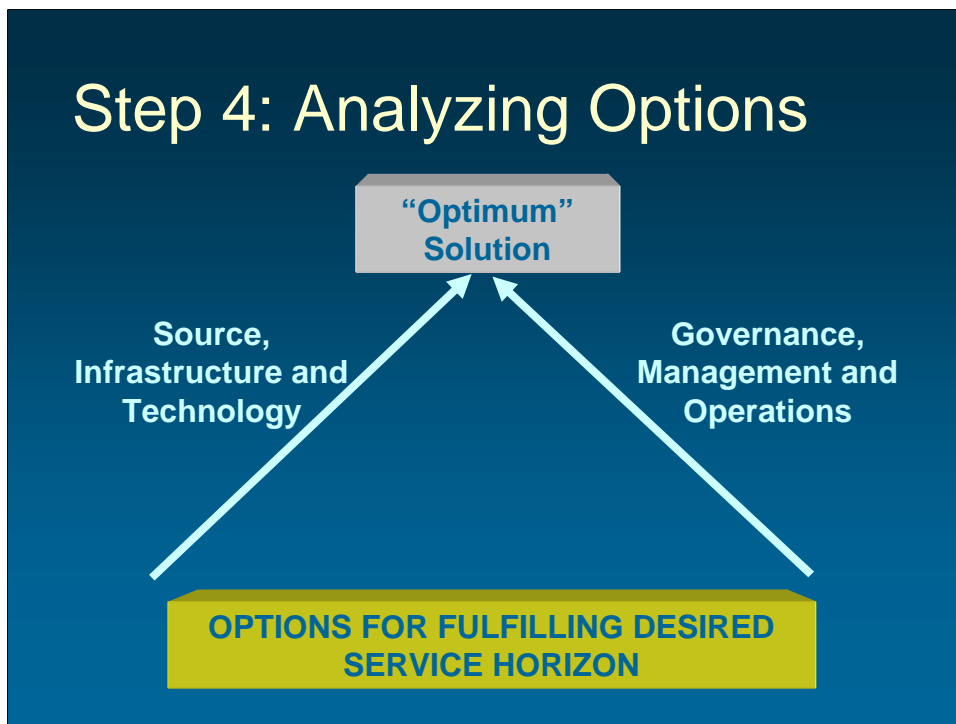 Step 4: Analyzing Options
“Optimum”
Solution
Source,
Infrastructure and
Technology
Governance,
Management and
Operations
OPTIONS FOR FULFILLING DESIRED
SERVICE HORIZON